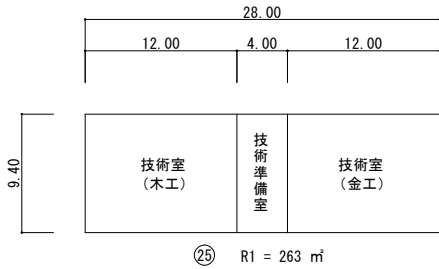 28.00
12.00 4.00 12.00
9.40
技術室
（木工）
技術準備室
技術室
（金工）
㉕ R1 = 263 ㎡